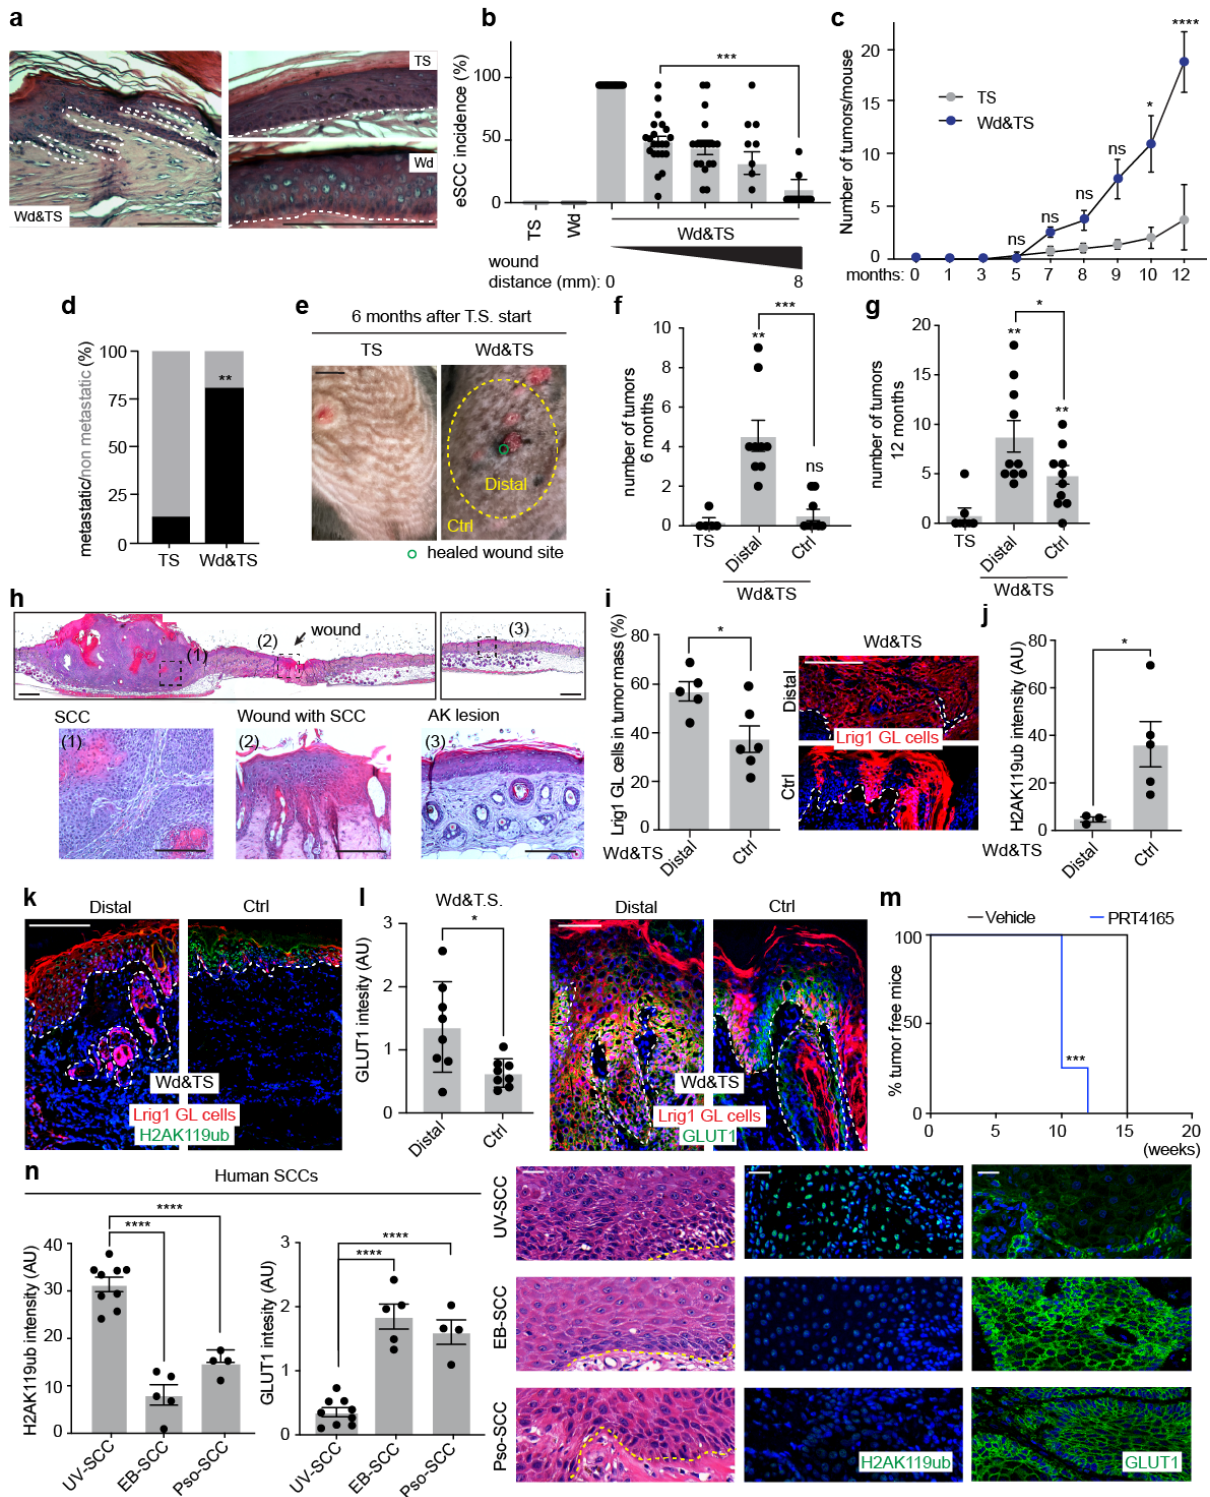 a
TS
Wd
Wd&TS
b
eSCC incidence (%)
100
50
0
***
TS
Wd
Wd&TS
wound
distance (mm): 0
8
c
Number of tumors/mouse
20
15
10
5
0
TS
Wd&TS
ns
ns
ns
ns
*
****
months: 0 1 3 5 7 8 9 10 12
d
metastatic/non metastatic (%)
100
75
50
25
0
**
TS
Wd&TS
e
6 months after T.S. start
TS
Wd&TS
Distal
Ctrl
healed wound site
f
number of tumors
6 months
10
8
6
4
2
0
***
**
ns
TS
Distal
Ctrl
Wd&TS
g
number of tumors
12 months
20
15
10
5
0
*
**
**
TS
Distal
Ctrl
Wd&TS
h
(1)
(2)
wound
(3)
SCC
(1)
Wound with SCC
(2)
AK lesion
(3)
i
Lrig1 GL cells in tumor mass (%)
80
60
40
20
0
*
Wd&TS
Distal
Ctrl
Wd&TS
Distal
Lrig1 GL cells
Ctrl
j
H2AK119ub intensity (AU)
80
60
40
20
0
*
Wd&TS
Distal
Ctrl
k
Distal
Ctrl
Wd&TS
Lrig1 GL cells
H2AK119ub
l
Wd&T.S.
GLUT1 intesity (AU)
3
2
1
0
*
Distal
Ctrl
Distal
Ctrl
Wd&TS
Lrig1 GL cells
GLUT1
m
Vehicle
PRT4165
% tumor free mice
100
50
0
***
0 5 10 15 20
(weeks)
n
Human SCCs
H2AK119ub intensity (AU)
40
30
20
10
0
****
****
UV-SCC
EB-SCC
Pso-SCC
GLUT1 intesity (AU)
3
2
1
0
****
****
UV-SCC
EB-SCC
Pso-SCC
UV-SCC
EB-SCC
Pso-SCC
H2AK119ub
GLUT1